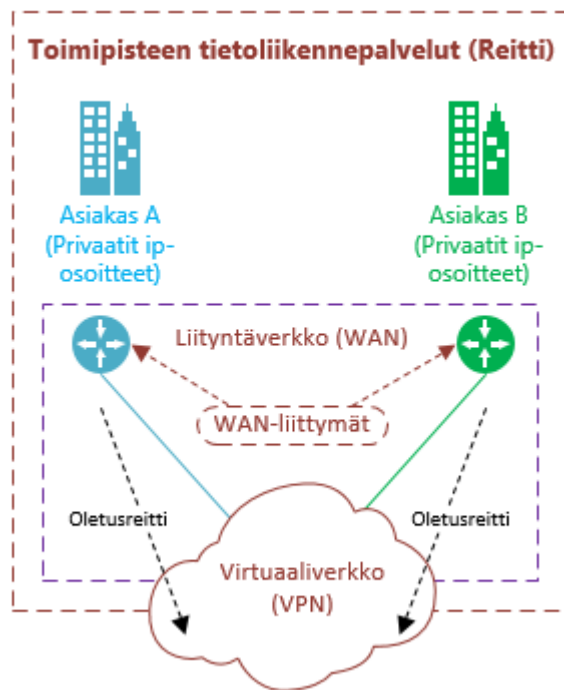 Toimipisteen tietoliikennepalvelut (Reitti)
Asiakas A
(Privaatit ip-
osoitteet)
Asiakas B
(Privaatit ip-
osoitteet)
Liityntäverkko (WAN)
WAN-liittymät
Oletusreitti
Oletusreitti
Virtuaaliverkko
(VPN)